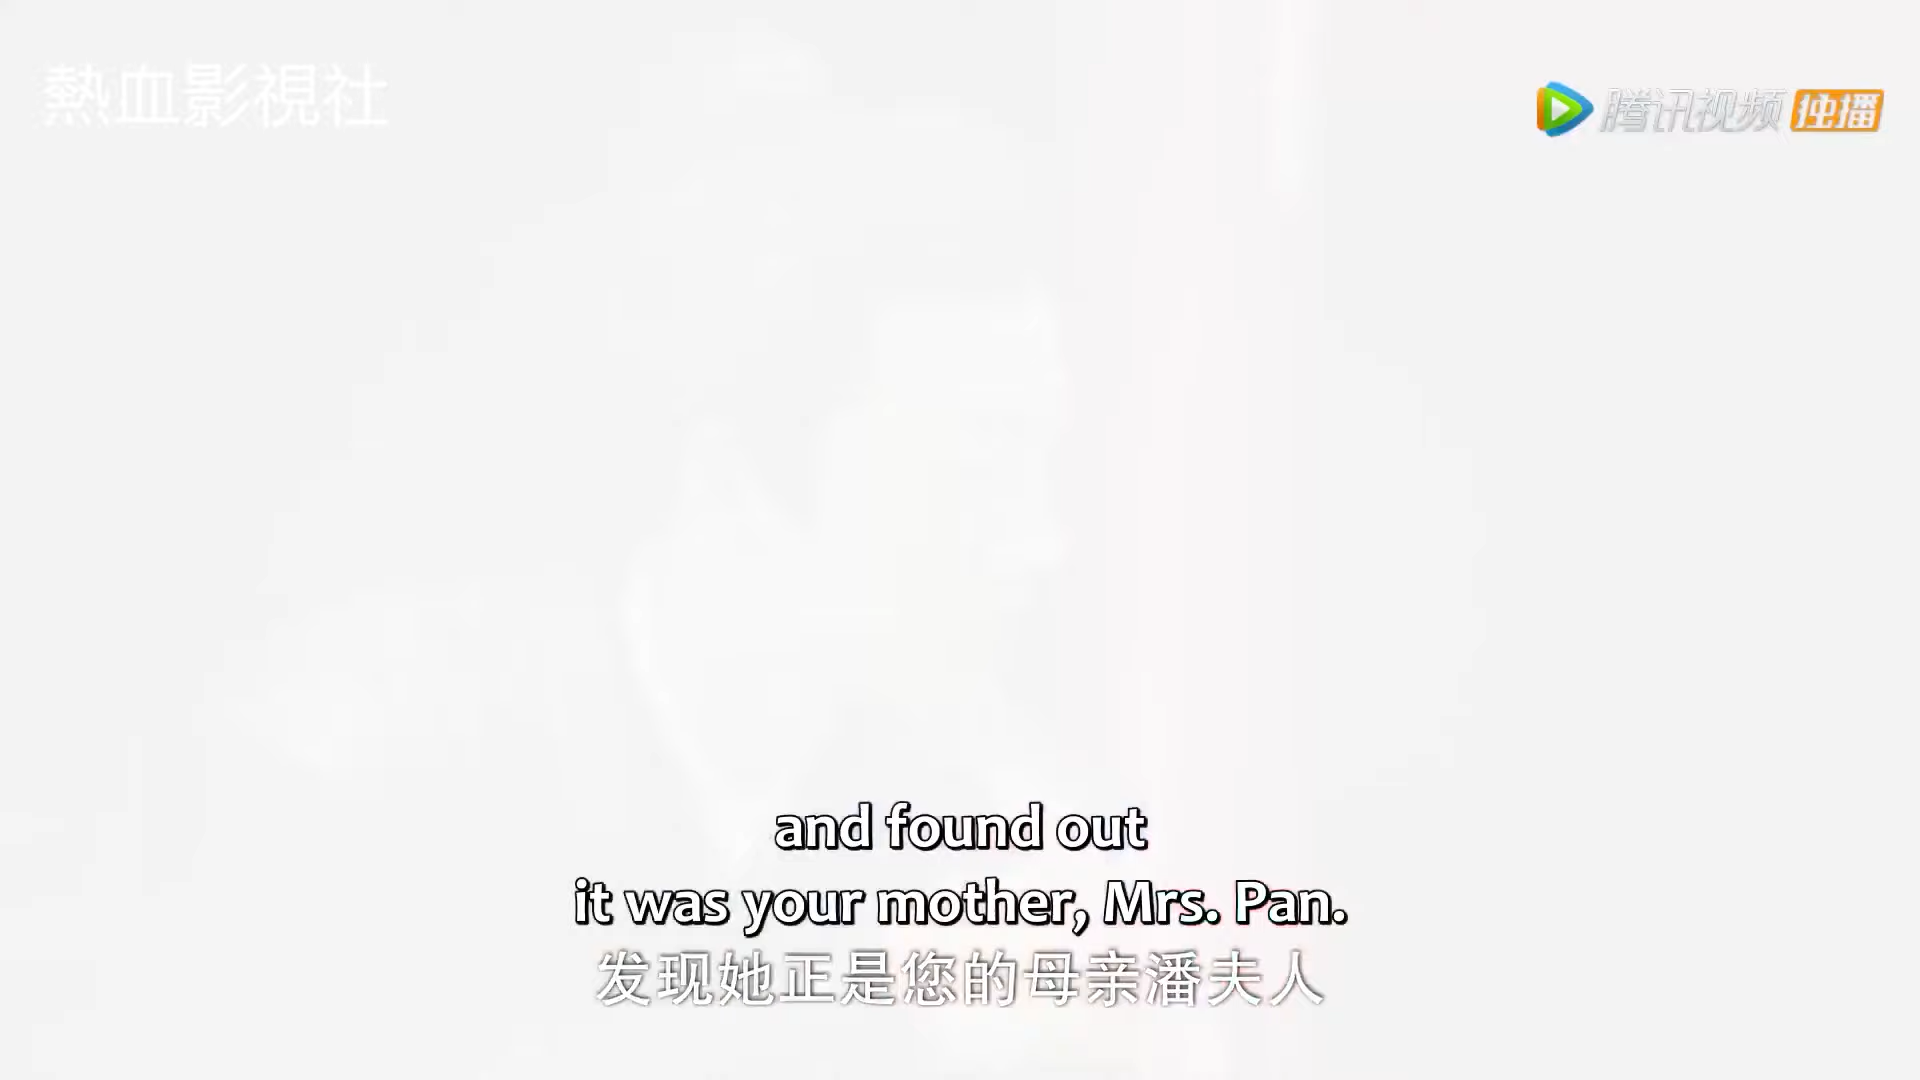 熱血影視社
腾讯视频 独播
and found out
it was your mother, Mrs. Pan.
发现她正是您的母亲潘夫人